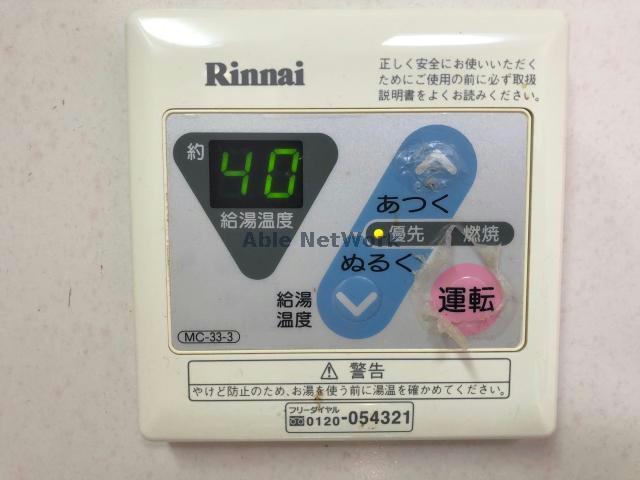 Rinnai
正しく安全にお使いいただく
ためにご使用の前に必ず取扱
説明書をよくお読みください。
約
40
給湯温度
あつく
優先 燃焼
Able NetWork
ぬるく
給湯
温度
運転
MC-33-3
⚠ 警告
やけど防止のため、お湯を使う前に湯温を確かめてください。
フリーダイヤル
0120-054321